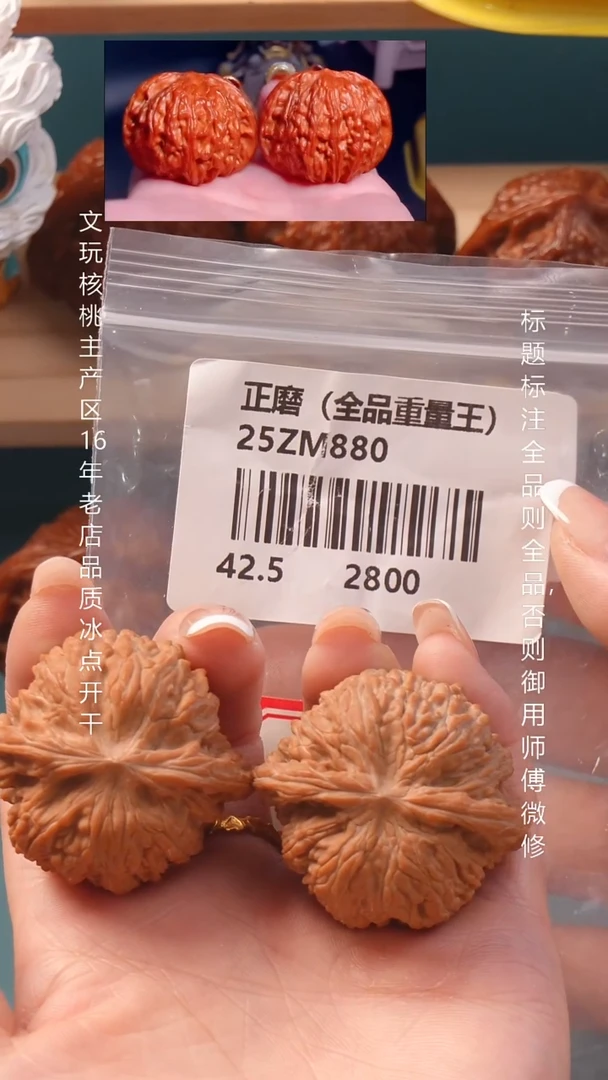 文玩核桃主产区16年老店品质冰点开干
正磨（全品重量王）
25ZM880
42.5 2800
标题标注全品则全品,否则御用师傅微修